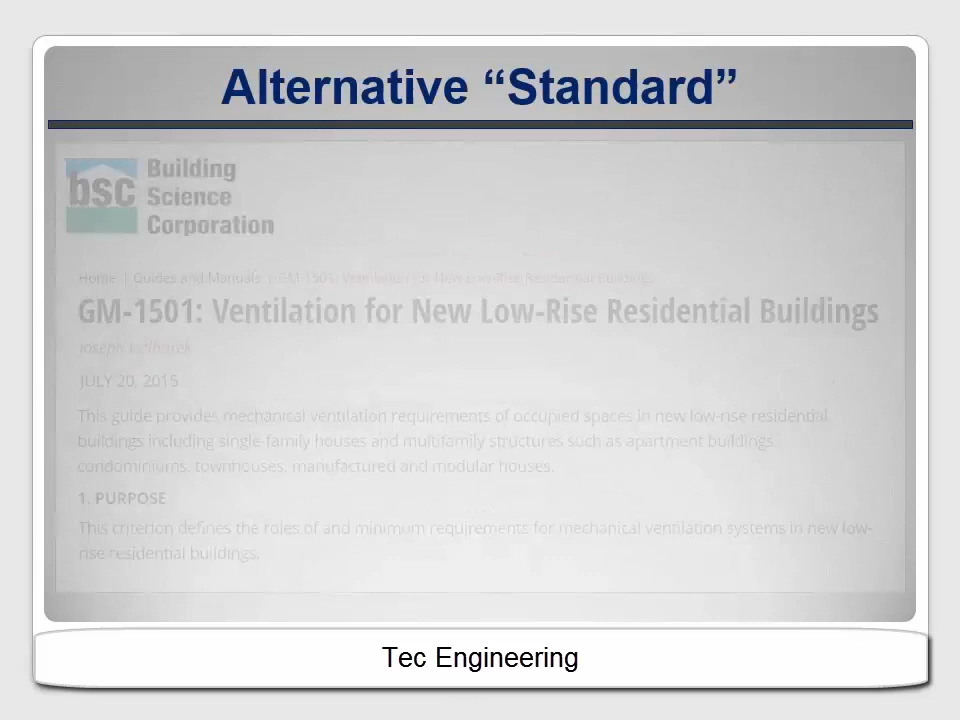 Alternative “Standard”
bsc
Building
Science
Corporation
Home | Guides and Manuals | GM-1501: Ventilation for New Low-Rise Residential Buildings
GM-1501: Ventilation for New Low-Rise Residential Buildings
Joseph Lstiburek
JULY 20, 2015
This guide provides mechanical ventilation requirements of occupied spaces in new low-rise residential
buildings including single-family houses and multifamily structures such as apartment buildings
condominiums, townhouses, manufactured and modular houses.
1. PURPOSE
This criterion defines the roles of and minimum requirements for mechanical ventilation systems in new low-
rise residential buildings.
Tec Engineering